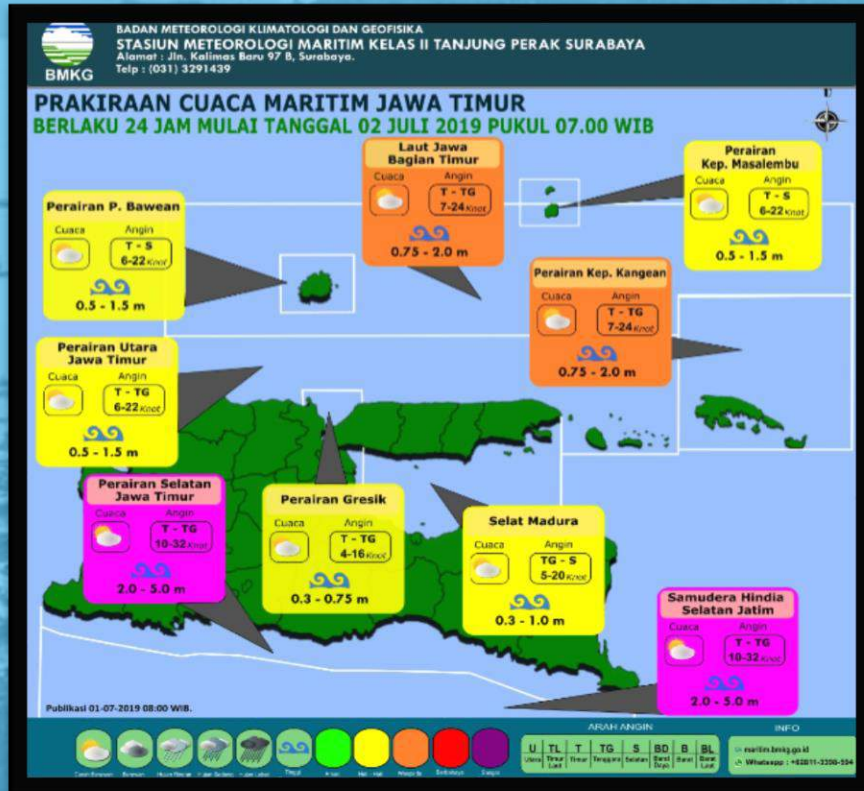 BMKG
BADAN METEOROLOGI KLIMATOLOGI DAN GEOFISIKA
STASIUN METEOROLOGI MARITIM KELAS II TANJUNG PERAK SURABAYA
Alamat : Jln. Kalimas Baru 97 B, Surabaya.
Telp : (031) 3291439
PRAKIRAAN CUACA MARITIM JAWA TIMUR
BERLAKU 24 JAM MULAI TANGGAL 02 JULI 2019 PUKUL 07.00 WIB
U
Laut Jawa
Bagian Timur
Cuaca Angin
T - TG
7-24 Knot
0.75 - 2.0 m
Perairan
Kep. Masalembu
Cuaca Angin
T - S
6-22 Knot
0.5 - 1.5 m
Perairan P. Bawean
Cuaca Angin
T - S
6-22 Knot
0.5 - 1.5 m
Perairan Kep. Kangean
Cuaca Angin
T - TG
7-24 Knot
0.75 - 2.0 m
Perairan Utara
Jawa Timur
Cuaca Angin
T - TG
6-22 Knot
0.5 - 1.5 m
Perairan Selatan
Jawa Timur
Cuaca Angin
T - TG
10-32 Knot
2.0 - 5.0 m
Perairan Gresik
Cuaca Angin
T - TG
4-16 Knot
0.3 - 0.75 m
Selat Madura
Cuaca Angin
TG - S
5-20 Knot
0.3 - 1.0 m
Samudera Hindia
Selatan Jatim
Cuaca Angin
T - TG
10-32 Knot
2.0 - 5.0 m
Publikasi 01-07-2019 08:00 WIB.
ARAH ANGIN
U TL T TG S BD B BL
Utara Timur Laut Timur Tenggara Selatan Barat Daya Barat Barat Laut
INFO
maritim.bmkg.go.id
Whatsapp :